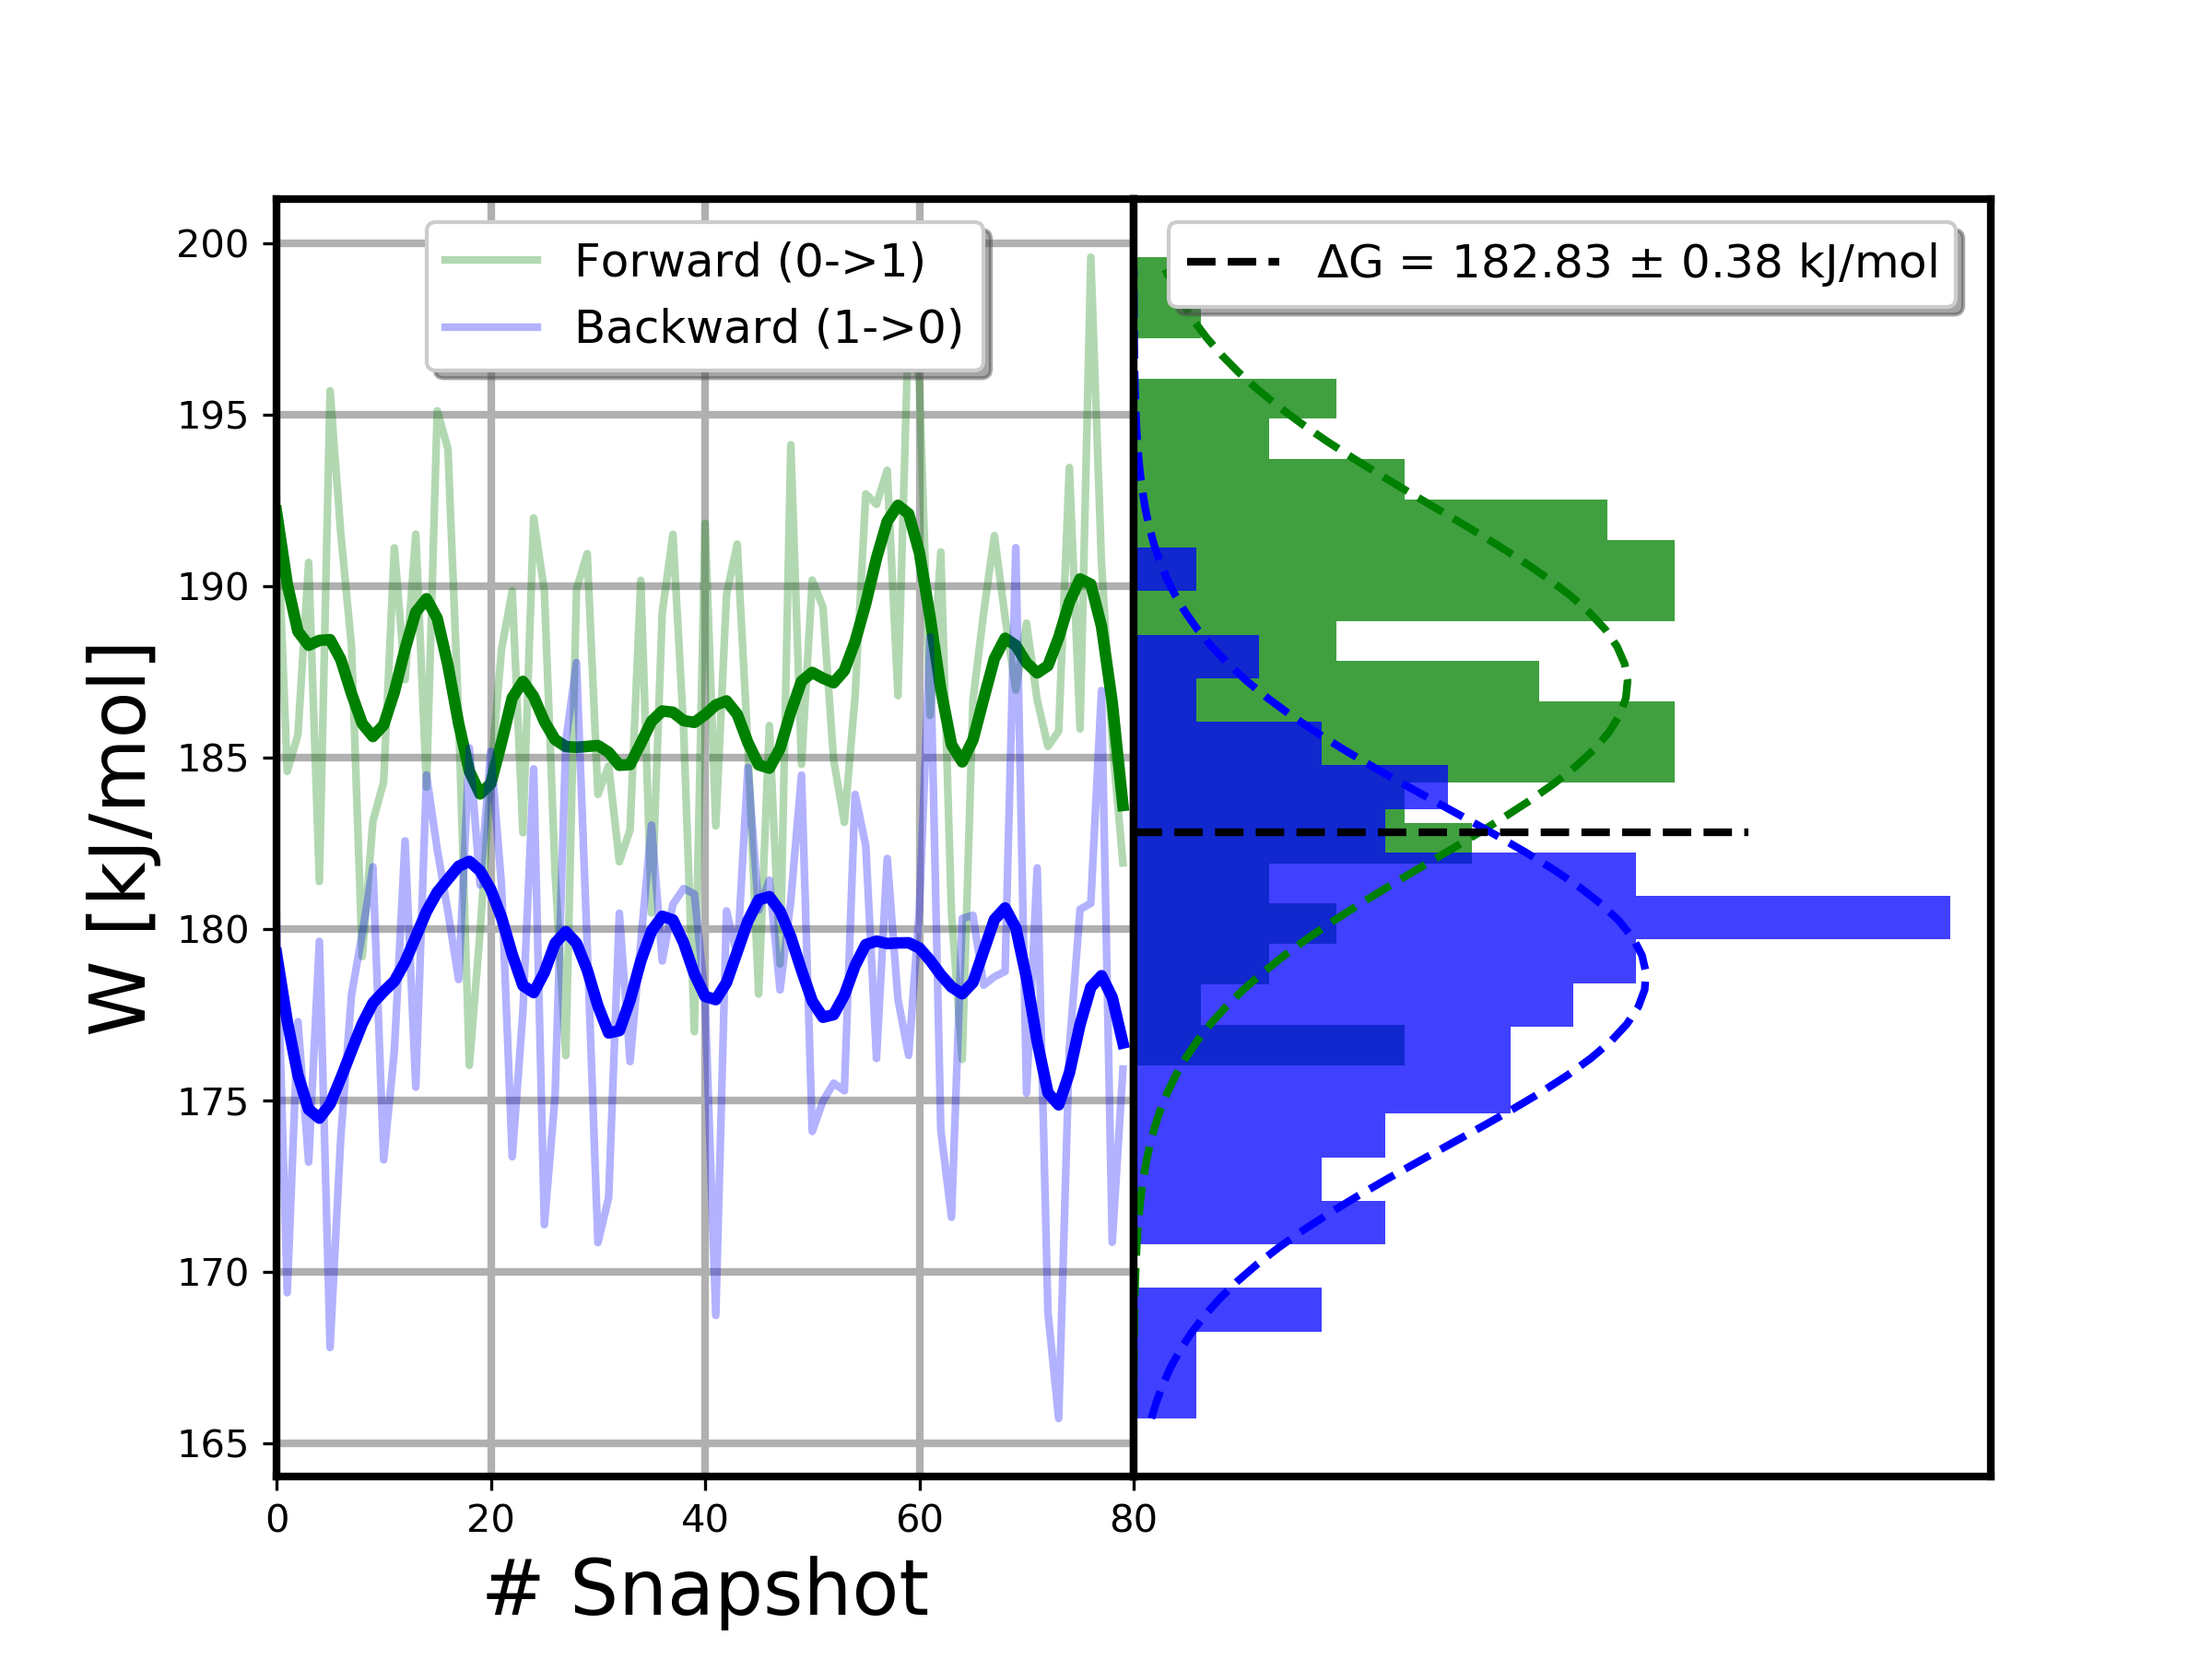 Forward (0->1)
Backward (1->0)
ΔG = 182.83 ± 0.38 kJ/mol
W [kJ/mol]
200
195
190
185
180
175
170
165
0 20 40 60 80
# Snapshot